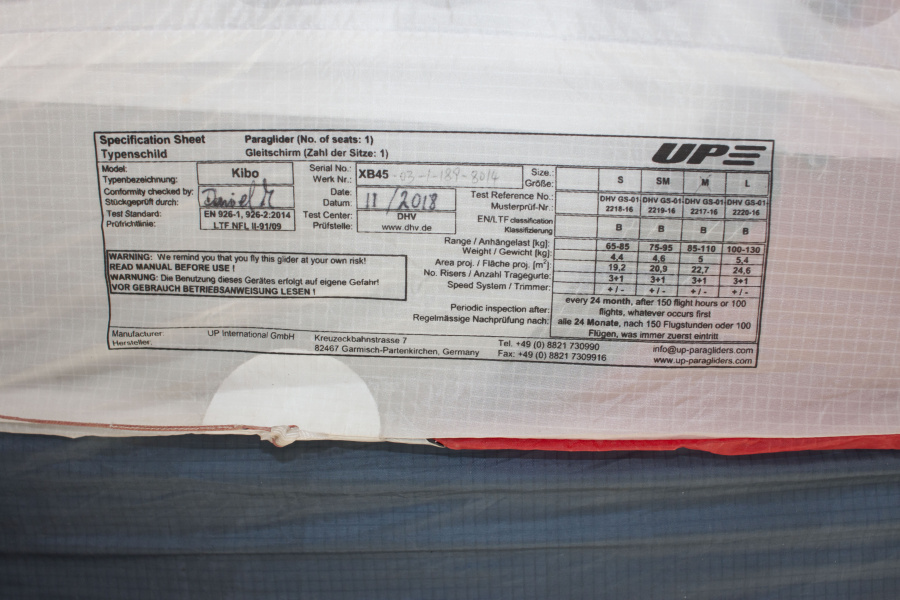 Specification Sheet
Typenschild
Paraglider (No. of seats: 1)
Gleitschirm (Zahl der Sitze: 1)
UP
Model:
Typenbezeichnung:
Kibo
Conformity checked by:
Stückgeprüft durch:
Test Standard:
Prüfrichtlinie:
EN 926-1, 926-2:2014
LTF NFL II-91/09
Serial No.:
Werk Nr.:
XB45
Date:
Datum:
11/2018
Test Center:
Prüfstelle:
DHV
www.dhv.de
Size.:
Größe:
S SM M L
Test Reference No.:
Musterprüf-Nr.:
DHV GS-01- DHV GS-01- DHV GS-01- DHV GS-01-
2218-16 2219-16 2217-16 2228-16
EN/LTF classification
Klassifizierung
B B B B
Range / Anhängelast [kg]: 65-85 75-95 85-110 100-130
Weight / Gewicht [kg]: 4,4 4,6 5 5,4
Area proj. / Fläche proj. [m²]: 19,2 20,9 22,7 24,6
No. Risers / Anzahl Tragegurte: 3+1 3+1 3+1 3+1
Speed System / Trimmer: + / - + / - + / - + / -
WARNING: We remind you that you fly this glider at your own risk!
READ MANUAL BEFORE USE !
WARNUNG: Die Benutzung dieses Gerätes erfolgt auf eigene Gefahr!
VOR GEBRAUCH BETRIEBSANWEISUNG LESEN !
Periodic inspection after:
Regelmässige Nachprüfung nach:
every 24 month, after 150 flight hours or 100
flights, whatever occurs first
alle 24 Monate, nach 150 Flugstunden oder 100
Flügen, was immer zuerst eintritt
Manufacturer:
Hersteller:
UP International GmbH
Kreuzeckbahnstrasse 7
82467 Garmisch-Partenkirchen, Germany
Tel. +49 (0) 8821 730990
Fax: +49 (0) 8821 7309916
info@up-paragliders.com
www.up-paragliders.com